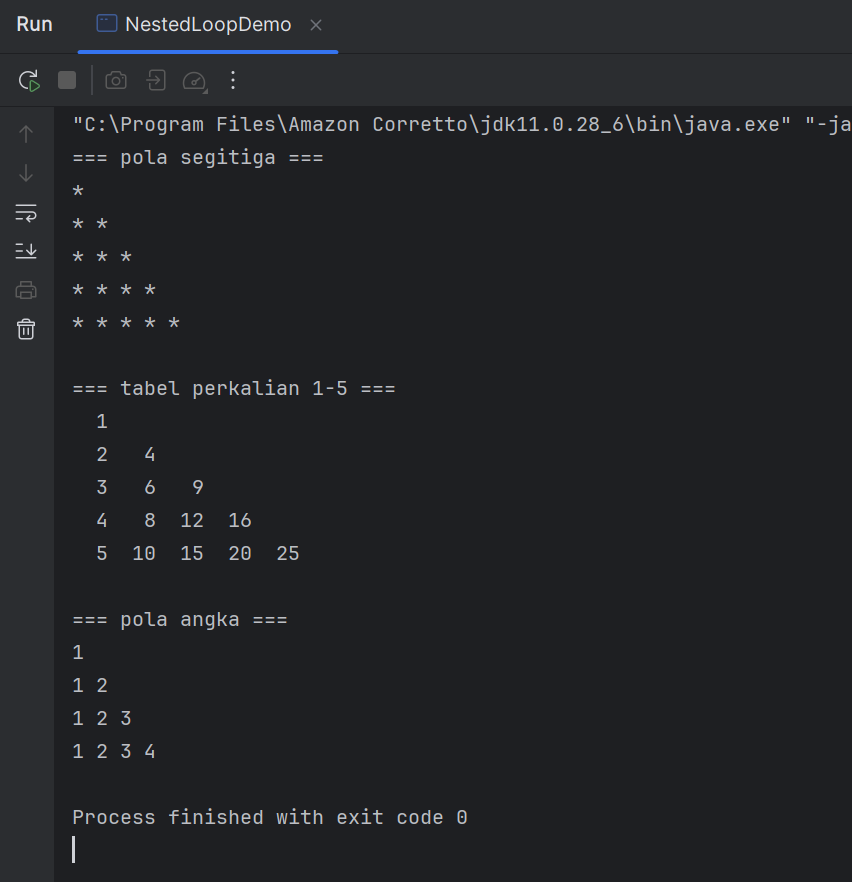 Run NestedLoopDemo
"C:\Program Files\Amazon Corretto\jdk11.0.28_6\bin\java.exe" "-ja
=== pola segitiga ===
*
* *
* * *
* * * *
* * * * *
=== tabel perkalian 1-5 ===
  1
  2   4
  3   6   9
  4   8  12  16
  5  10  15  20  25
=== pola angka ===
1
1 2
1 2 3
1 2 3 4
Process finished with exit code 0